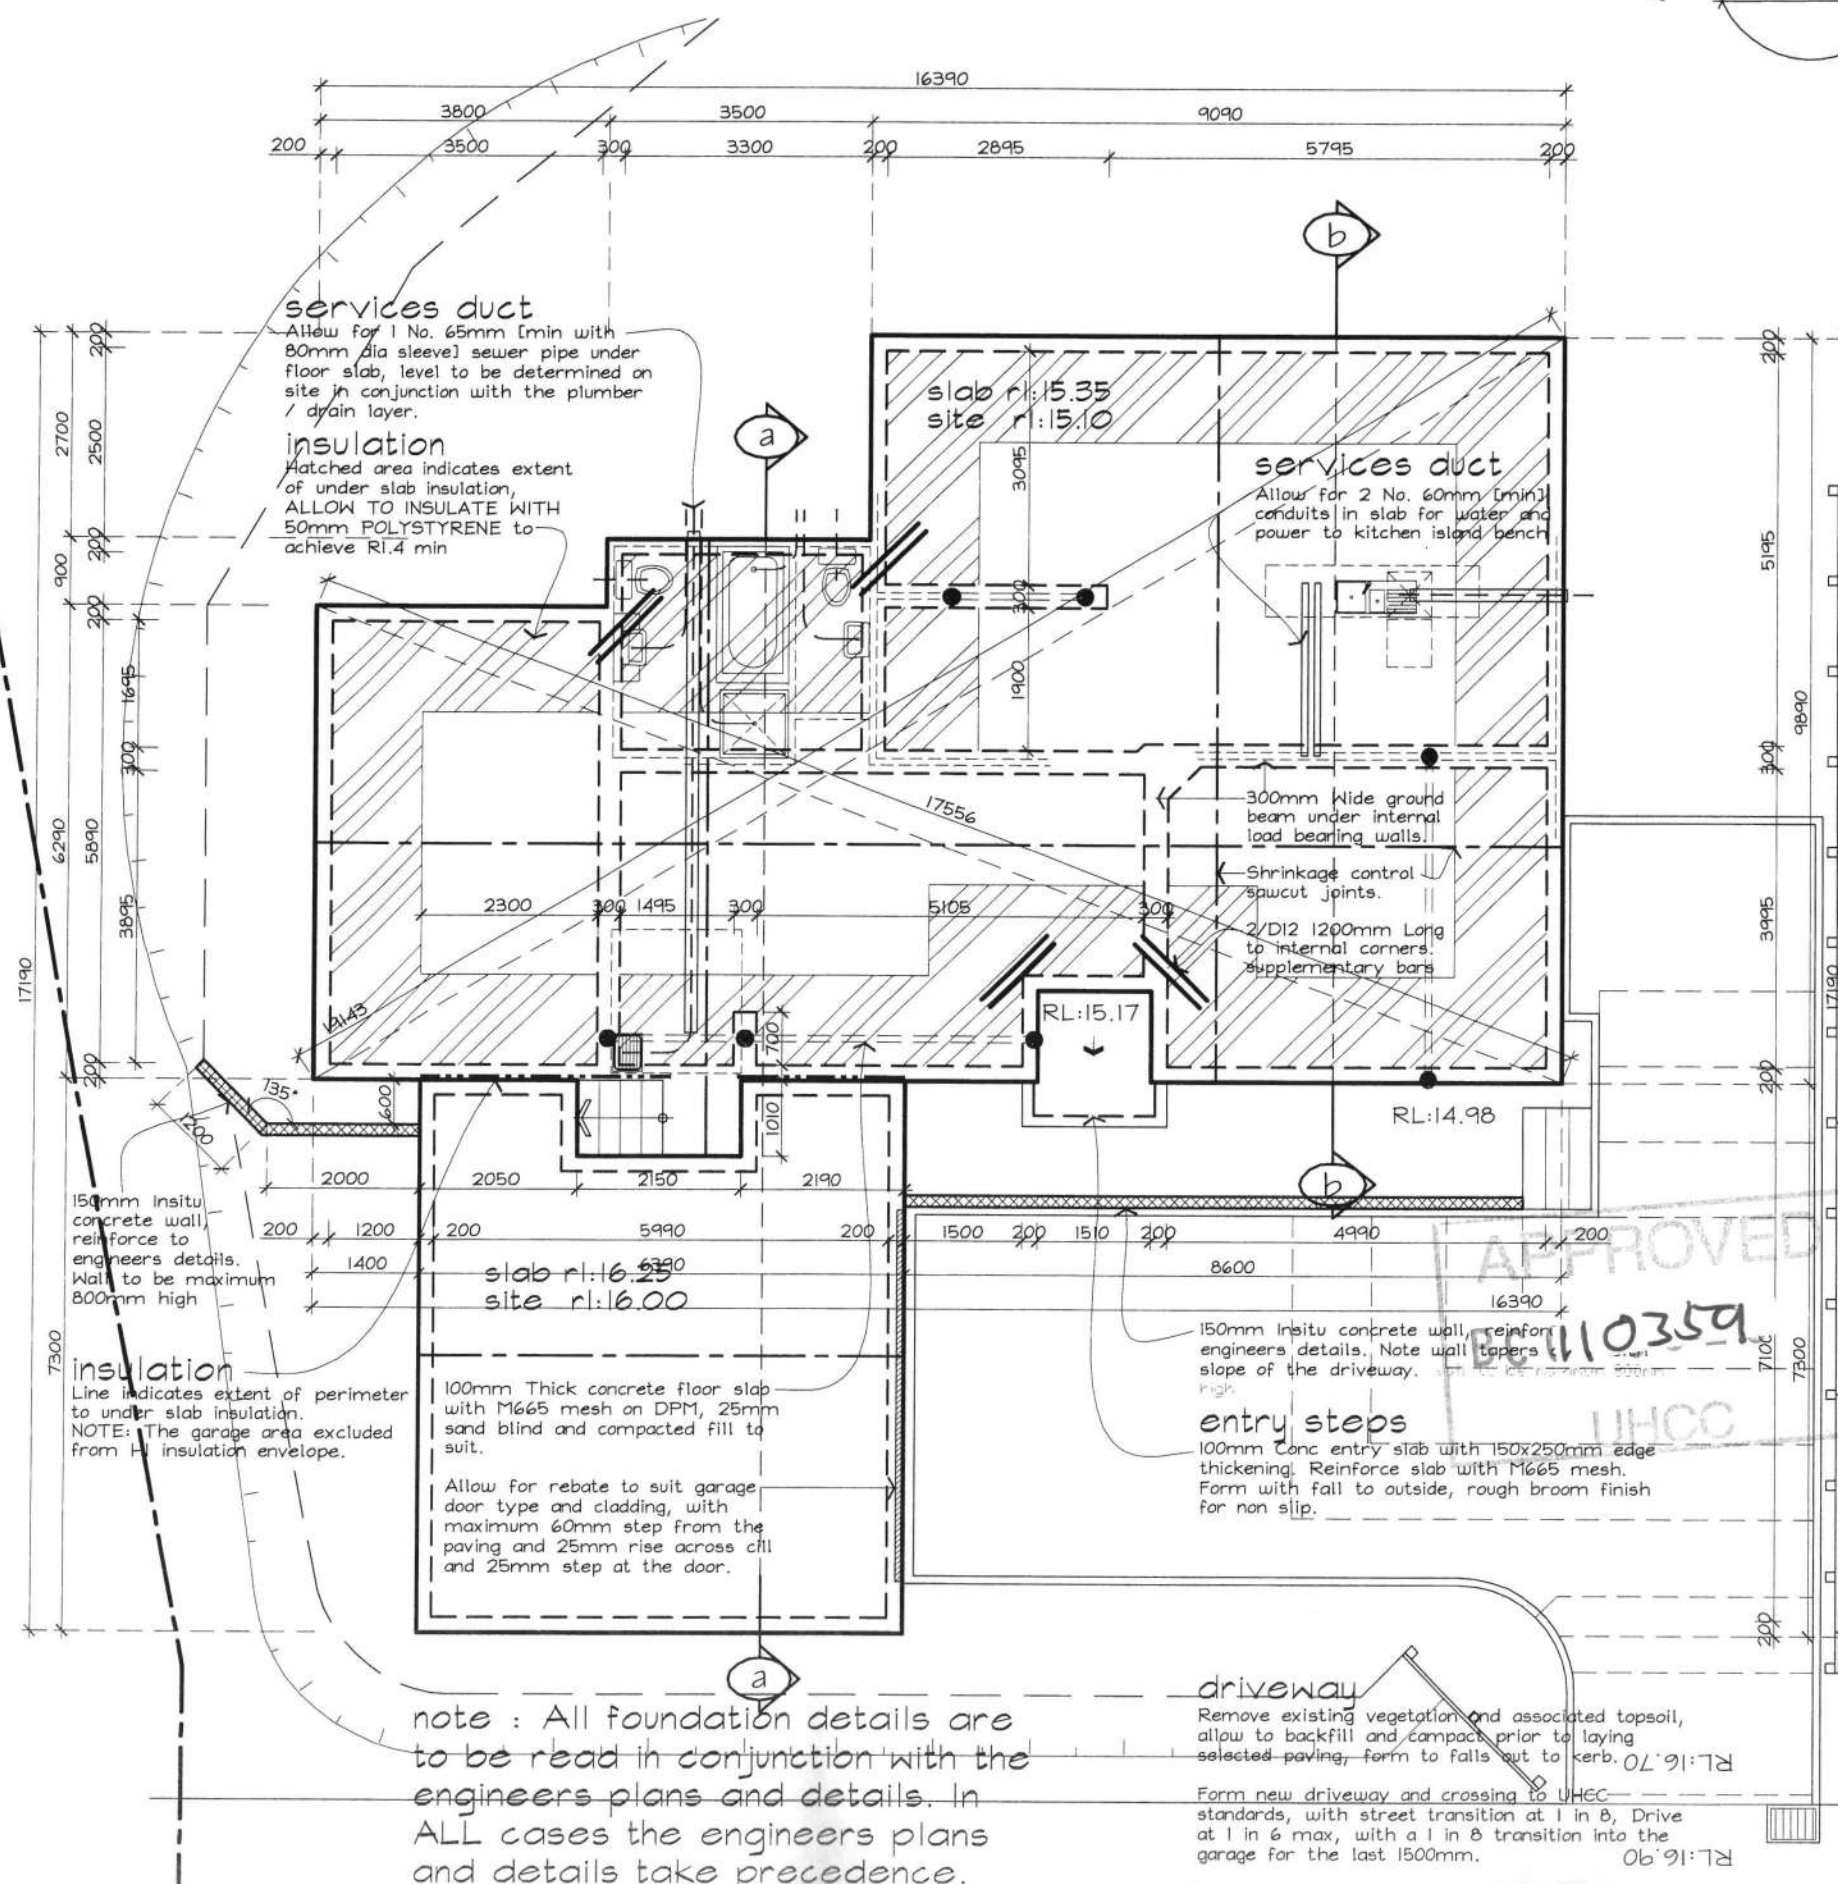 16390
3800 3500 9090
200 3500 300 3300 200 2895 5795 200
b
services duct
Allow for 1 No. 65mm [min with
80mm dia sleeve] sewer pipe under
floor slab, level to be determined on
site in conjunction with the plumber
/ drain layer.
insulation
Hatched area indicates extent
of under slab insulation,
ALLOW TO INSULATE WITH
50mm POLYSTYRENE to
achieve R1.4 min
a
slab rl:15.35
site rl:15.10
services duct
Allow for 2 No. 60mm [min]
conduits in slab for water and
power to kitchen island bench
200
2700
2500
200
900
200
1695
300
6290
5890
3895
17190
200
7300
3095
300
1900
200
5195
9890
300
3995
17190
200
7100
7300
200
17556
19143
300mm Wide ground
beam under internal
load bearing walls.
Shrinkage control
sawcut joints.
2/D12 1200mm Long
to internal corners.
supplementary bars
2300 300 1495 300 5105 300
RL:15.17
700
1010
600
135°
1200
RL:14.98
b
2000 2050 2150 2190
200 1200 200 5990 200 1500 200 1510 200 4990 200
1400 6390 8600
16390
150mm Insitu
concrete wall,
reinforce to
engineers details.
Wall to be maximum
800mm high
slab rl:16.25
site rl:16.00
insulation
Line indicates extent of perimeter
to under slab insulation.
NOTE: The garage area excluded
from H1 insulation envelope.
100mm Thick concrete floor slab
with M665 mesh on DPM, 25mm
sand blind and compacted fill to
suit.
Allow for rebate to suit garage
door type and cladding, with
maximum 60mm step from the
paving and 25mm rise across cill
and 25mm step at the door.
150mm Insitu concrete wall, reinfor
engineers details. Note wall tapers
slope of the driveway.
high
APPROVED
BC 1110359
UHCC
entry steps
100mm Conc entry slab with 150x250mm edge
thickening. Reinforce slab with M665 mesh.
Form with fall to outside, rough broom finish
for non slip.
a
note : All foundation details are
to be read in conjunction with the
engineers plans and details. In
ALL cases the engineers plans
and details take precedence.
driveway
Remove existing vegetation and associated topsoil,
allow to backfill and compact prior to laying
selected paving, form to falls out to kerb.
RL:16.70
Form new driveway and crossing to UHCC
standards, with street transition at 1 in 8, Drive
at 1 in 6 max, with a 1 in 8 transition into the
garage for the last 1500mm.
RL:16.90